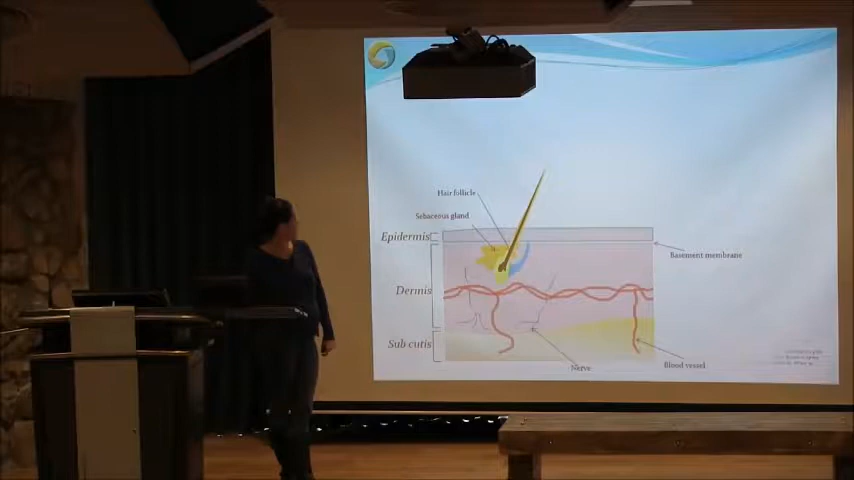 Hair follicle
Sebaceous gland
Epidermis
Basement membrane
Dermis
Sub cutis
Nerve
Blood vessel